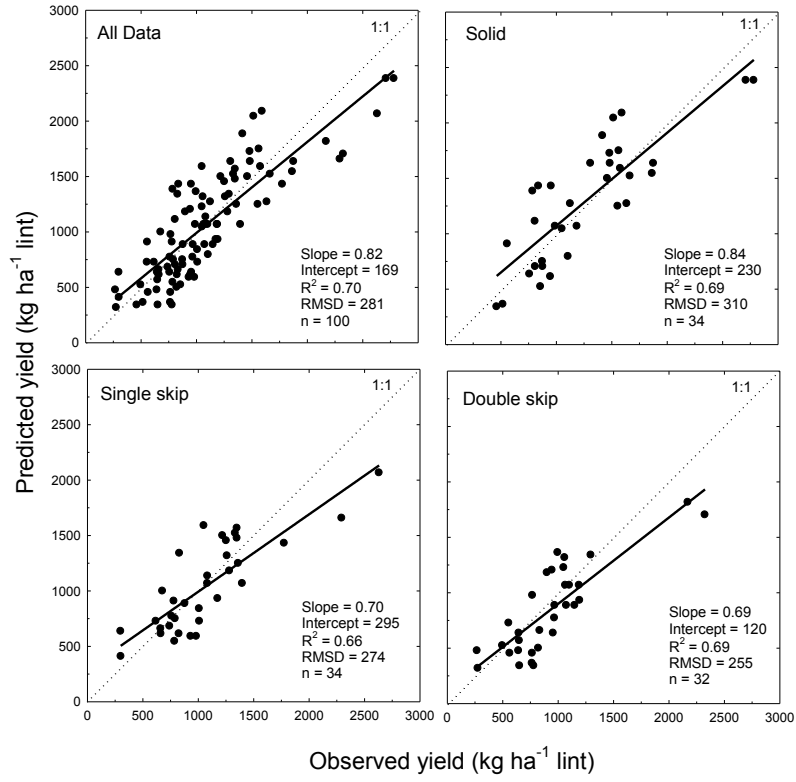 All Data
1:1
3000
2500
2000
1500
1000
500
0
Slope = 0.82
Intercept = 169
R² = 0.70
RMSD = 281
n = 100
Solid
1:1
Slope = 0.84
Intercept = 230
R² = 0.69
RMSD = 310
n = 34
Predicted yield (kg ha⁻¹ lint)
Single skip
1:1
3000
2500
2000
1500
1000
500
0
Slope = 0.70
Intercept = 295
R² = 0.66
RMSD = 274
n = 34
0 500 1000 1500 2000 2500 3000
Double skip
1:1
Slope = 0.69
Intercept = 120
R² = 0.69
RMSD = 255
n = 32
0 500 1000 1500 2000 2500 3000
Observed yield (kg ha⁻¹ lint)